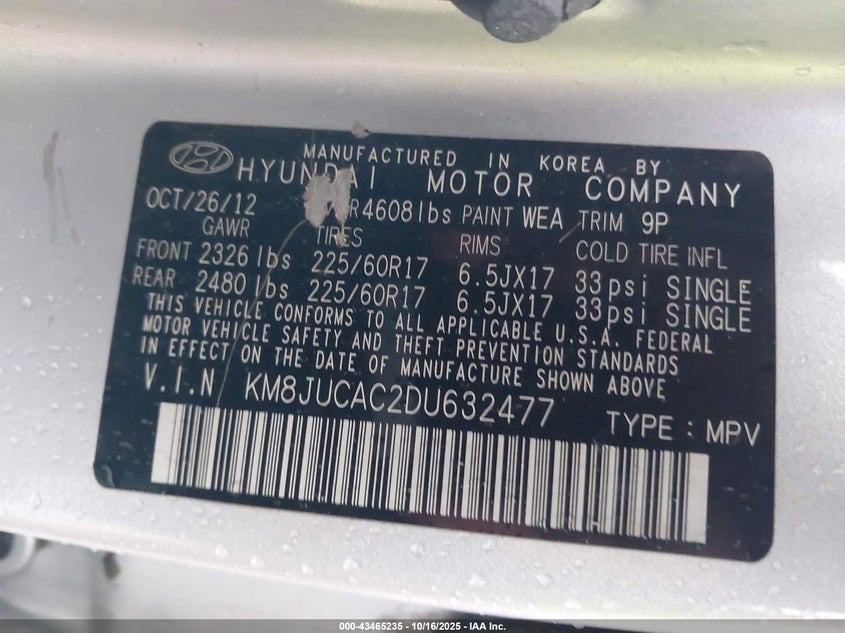 MANUFACTURED IN KOREA BY
HYUNDAI MOTOR COMPANY
OCT/26/12 R4608lbs PAINT WEA TRIM 9P
GAWR TIRES RIMS COLD TIRE INFL
FRONT 2326lbs 225/60R17 6.5JX17 33psi SINGLE
REAR 2480lbs 225/60R17 6.5JX17 33psi SINGLE
THIS VEHICLE CONFORMS TO ALL APPLICABLE U.S.A. FEDERAL
MOTOR VEHICLE SAFETY AND THEFT PREVENTION STANDARDS
IN EFFECT ON THE DATE OF MANUFACTURE SHOWN ABOVE.
V.I.N KM8JUCAC2DU632477 TYPE : MPV
000-43465235 - 10/16/2025 - IAA Inc.